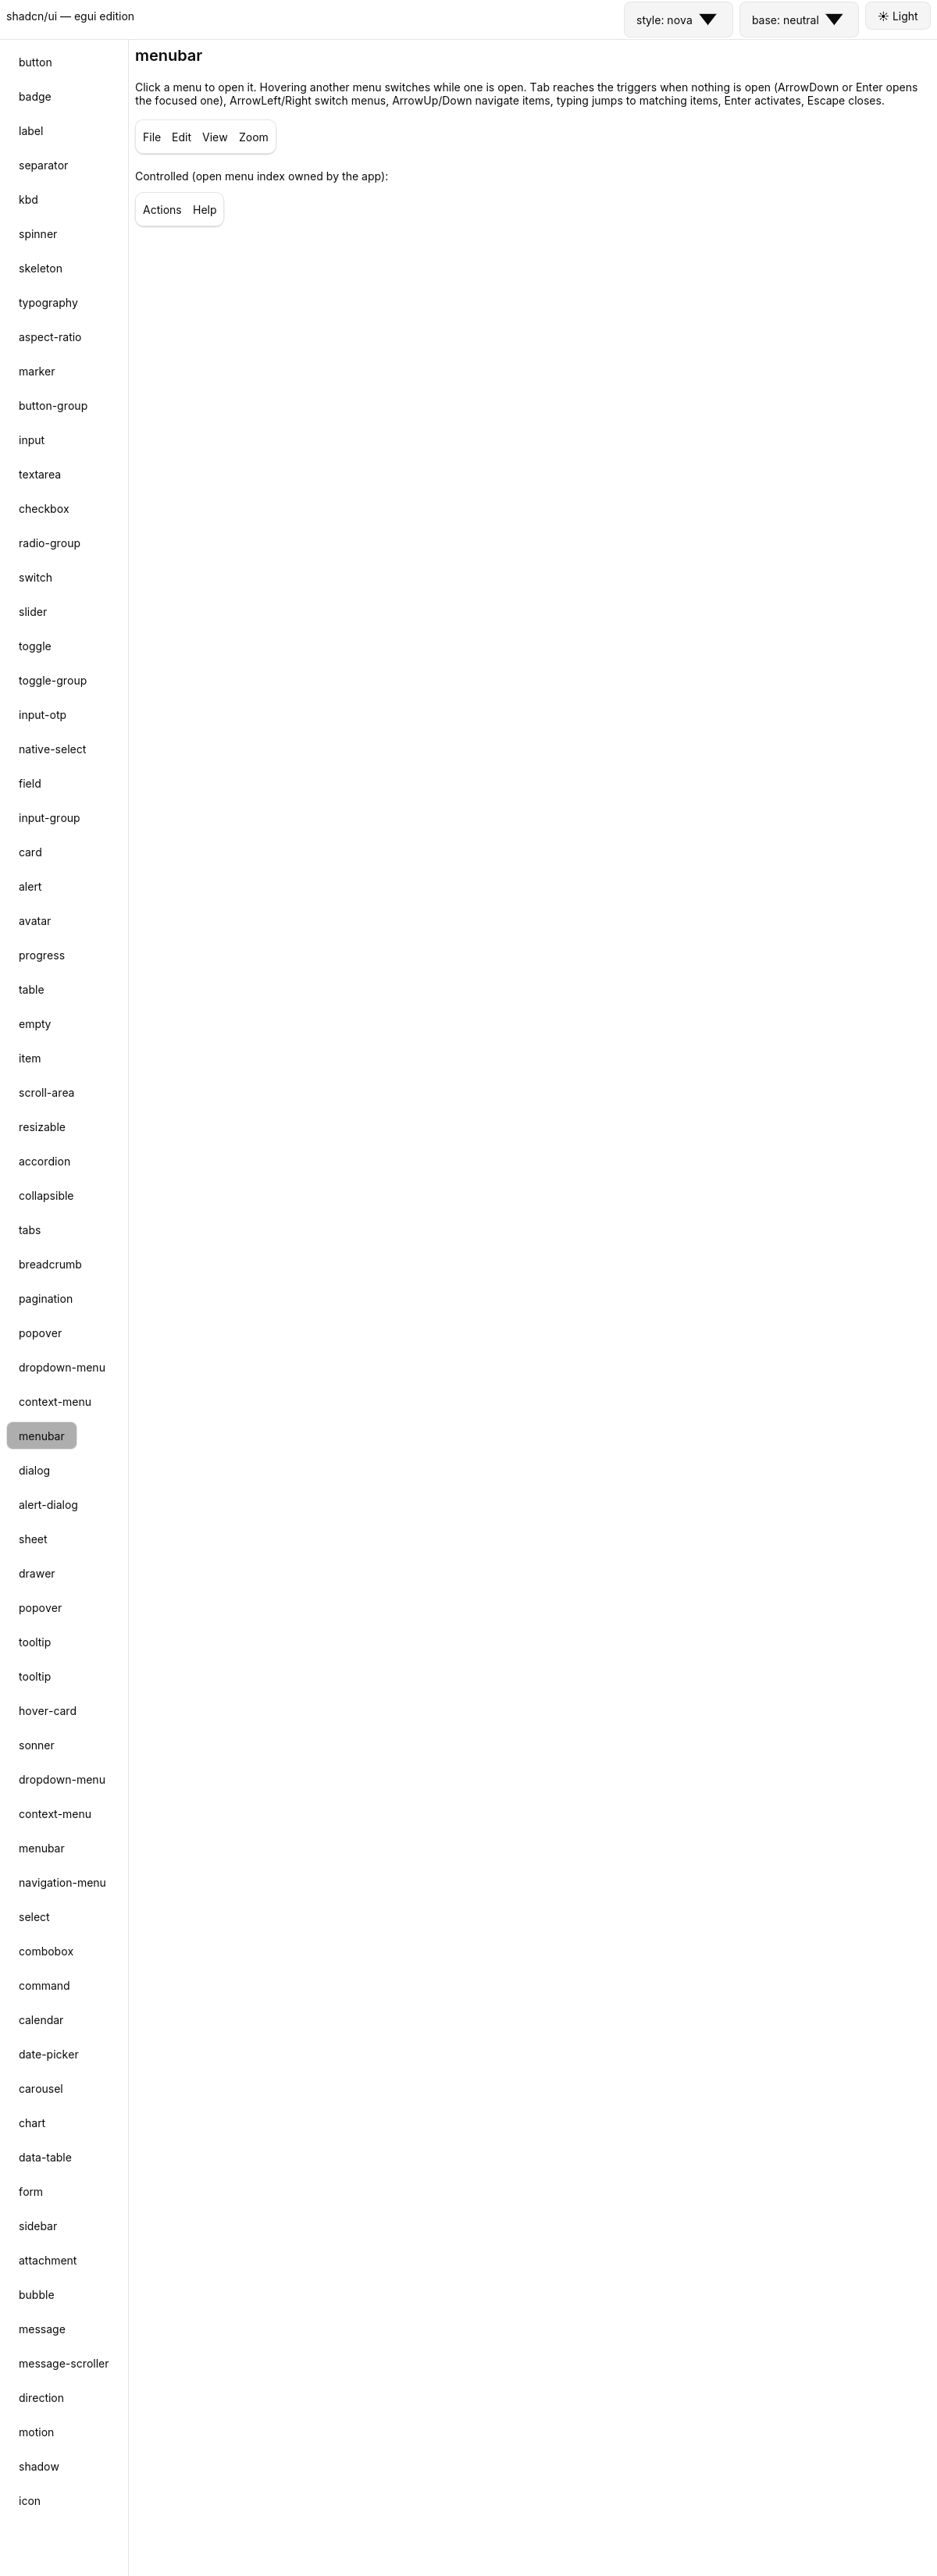 shadcn/ui — egui edition
style: nova
base: neutral
☀ Light
button
badge
label
separator
kbd
spinner
skeleton
typography
aspect-ratio
marker
button-group
input
textarea
checkbox
radio-group
switch
slider
toggle
toggle-group
input-otp
native-select
field
input-group
card
alert
avatar
progress
table
empty
item
scroll-area
resizable
accordion
collapsible
tabs
breadcrumb
pagination
popover
dropdown-menu
context-menu
menubar
dialog
alert-dialog
sheet
drawer
popover
tooltip
tooltip
hover-card
sonner
dropdown-menu
context-menu
menubar
navigation-menu
select
combobox
command
calendar
date-picker
carousel
chart
data-table
form
sidebar
attachment
bubble
message
message-scroller
direction
motion
shadow
icon
menubar
Click a menu to open it. Hovering another menu switches while one is open. Tab reaches the triggers when nothing is open (ArrowDown or Enter opens
the focused one), ArrowLeft/Right switch menus, ArrowUp/Down navigate items, typing jumps to matching items, Enter activates, Escape closes.
File Edit View Zoom
Controlled (open menu index owned by the app):
Actions Help